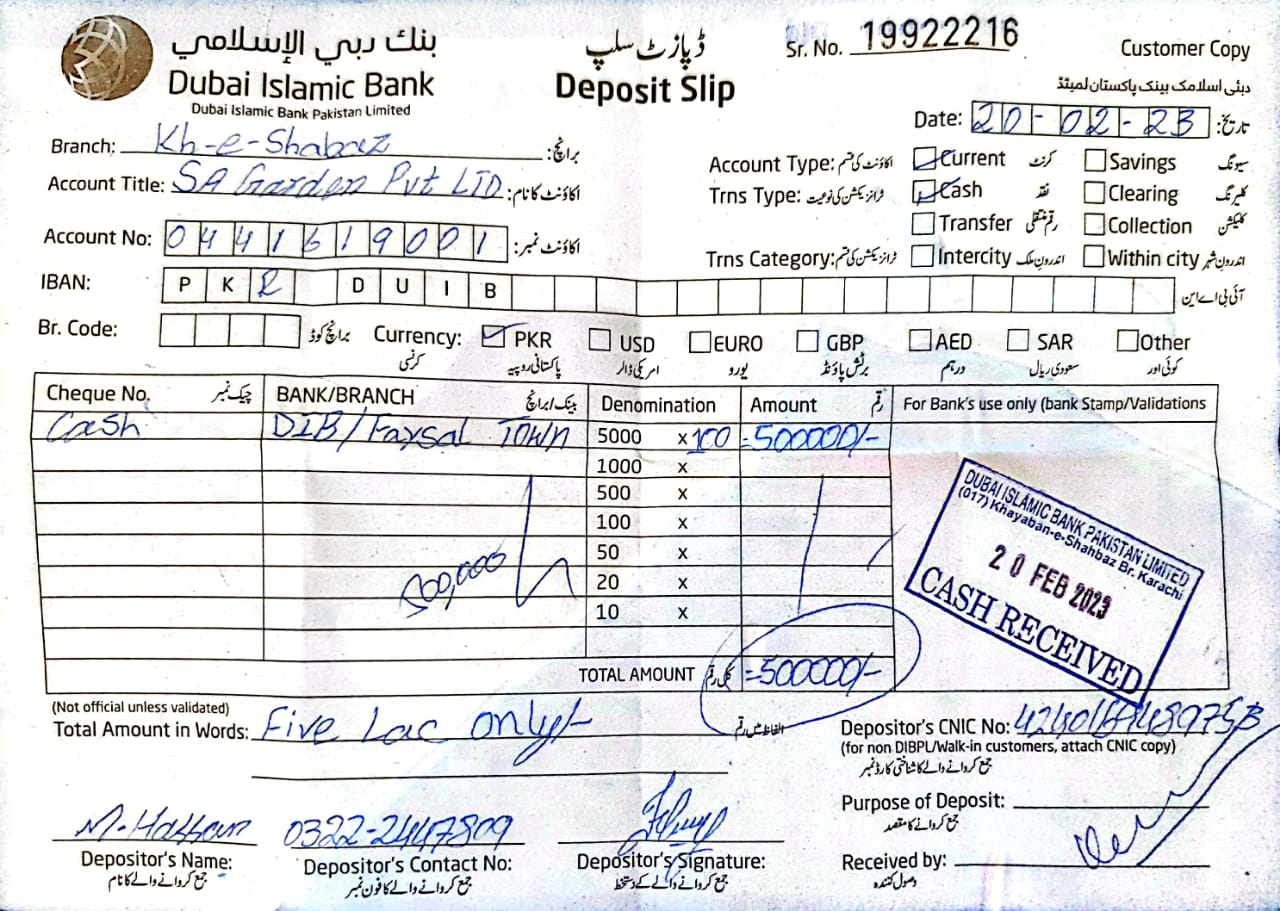 بنك دبي الإسلامي
Dubai Islamic Bank
Dubai Islamic Bank Pakistan Limited
ڈپازٹ سلپ
Deposit Slip
Sr. No. 19922216
Customer Copy
دبئی اسلامک بینک پاکستان لمیٹڈ
Date: 20-02-23 تاریخ:
Branch: Kh-e-Shabaz برانچ:
Account Title: SA Garden Pvt LTD اکاؤنٹ کا نام:
Account No: 0441619001 اکاؤنٹ نمبر:
Account Type: اکاؤنٹ کی قسم Current کرنٹ Savings سیونگ
Trns Type: ٹرانزیکشن کی نوعیت Cash نقد Clearing کلیرنگ
Transfer رقم منتقلی Collection کلیکشن
Trns Category: ٹرانزیکشن کی قسم Intercity اندرون ملک Within city اندرون شہر
IBAN: P K R D U I B آئی بی اے این
Br. Code: برانچ کوڈ Currency: کرنسی PKR پاکستانی روپیہ USD امریکی ڈالر EURO یورو GBP برٹش پاؤنڈ AED درہم SAR سعودی ریال Other کوئی اور
Cheque No. چیک نمبر BANK/BRANCH بینک/برانچ Denomination Amount رقم For Bank's use only (bank Stamp/Validations
Cash DIB/Faysal Town 5000 x 100 =500000/-
1000 x
500 x
100 x
50 x
500,000
20 x
10 x
TOTAL AMOUNT کل رقم =500000/-
DUBAI ISLAMIC BANK PAKISTAN LIMITED
(017) Khayaban-e-Shahbaz Br. Karachi
20 FEB 2023
CASH RECEIVED
(Not official unless validated)
Total Amount in Words: Five Lac only/- الفاظ میں رقم
Depositor's CNIC No:
(for non DIBPL/Walk-in customers, attach CNIC copy)
جمع کروانے والے کا شناختی کارڈ نمبر
Purpose of Deposit:
جمع کروانے کا مقصد
M-Hassan 0322-2447809
Depositor's Name: Depositor's Contact No: Depositor's Signature: Received by:
جمع کروانے والے کا نام جمع کروانے والے کا فون نمبر جمع کروانے والے کے دستخط وصول کنندہ